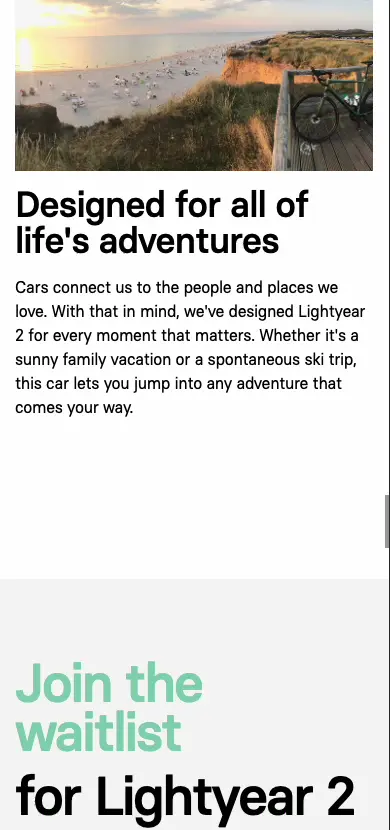 Designed for all of
life's adventures
Cars connect us to the people and places we
love. With that in mind, we've designed Lightyear
2 for every moment that matters. Whether it's a
sunny family vacation or a spontaneous ski trip,
this car lets you jump into any adventure that
comes your way.
Join the
waitlist
for Lightyear 2